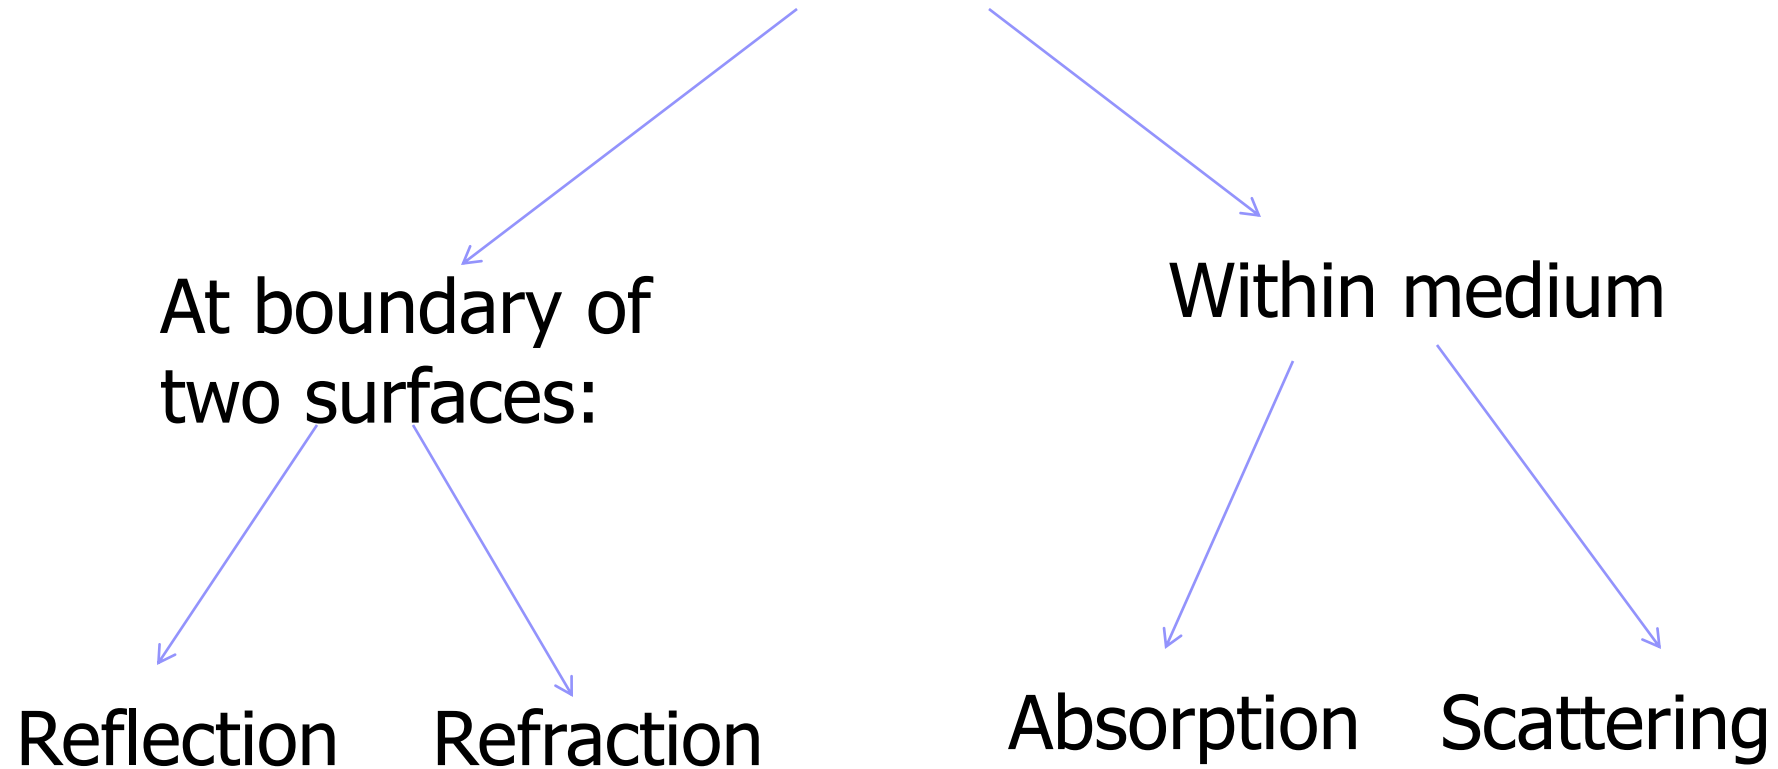 At boundary of
two surfaces:
Within medium
Reflection
Refraction
Absorption
Scattering